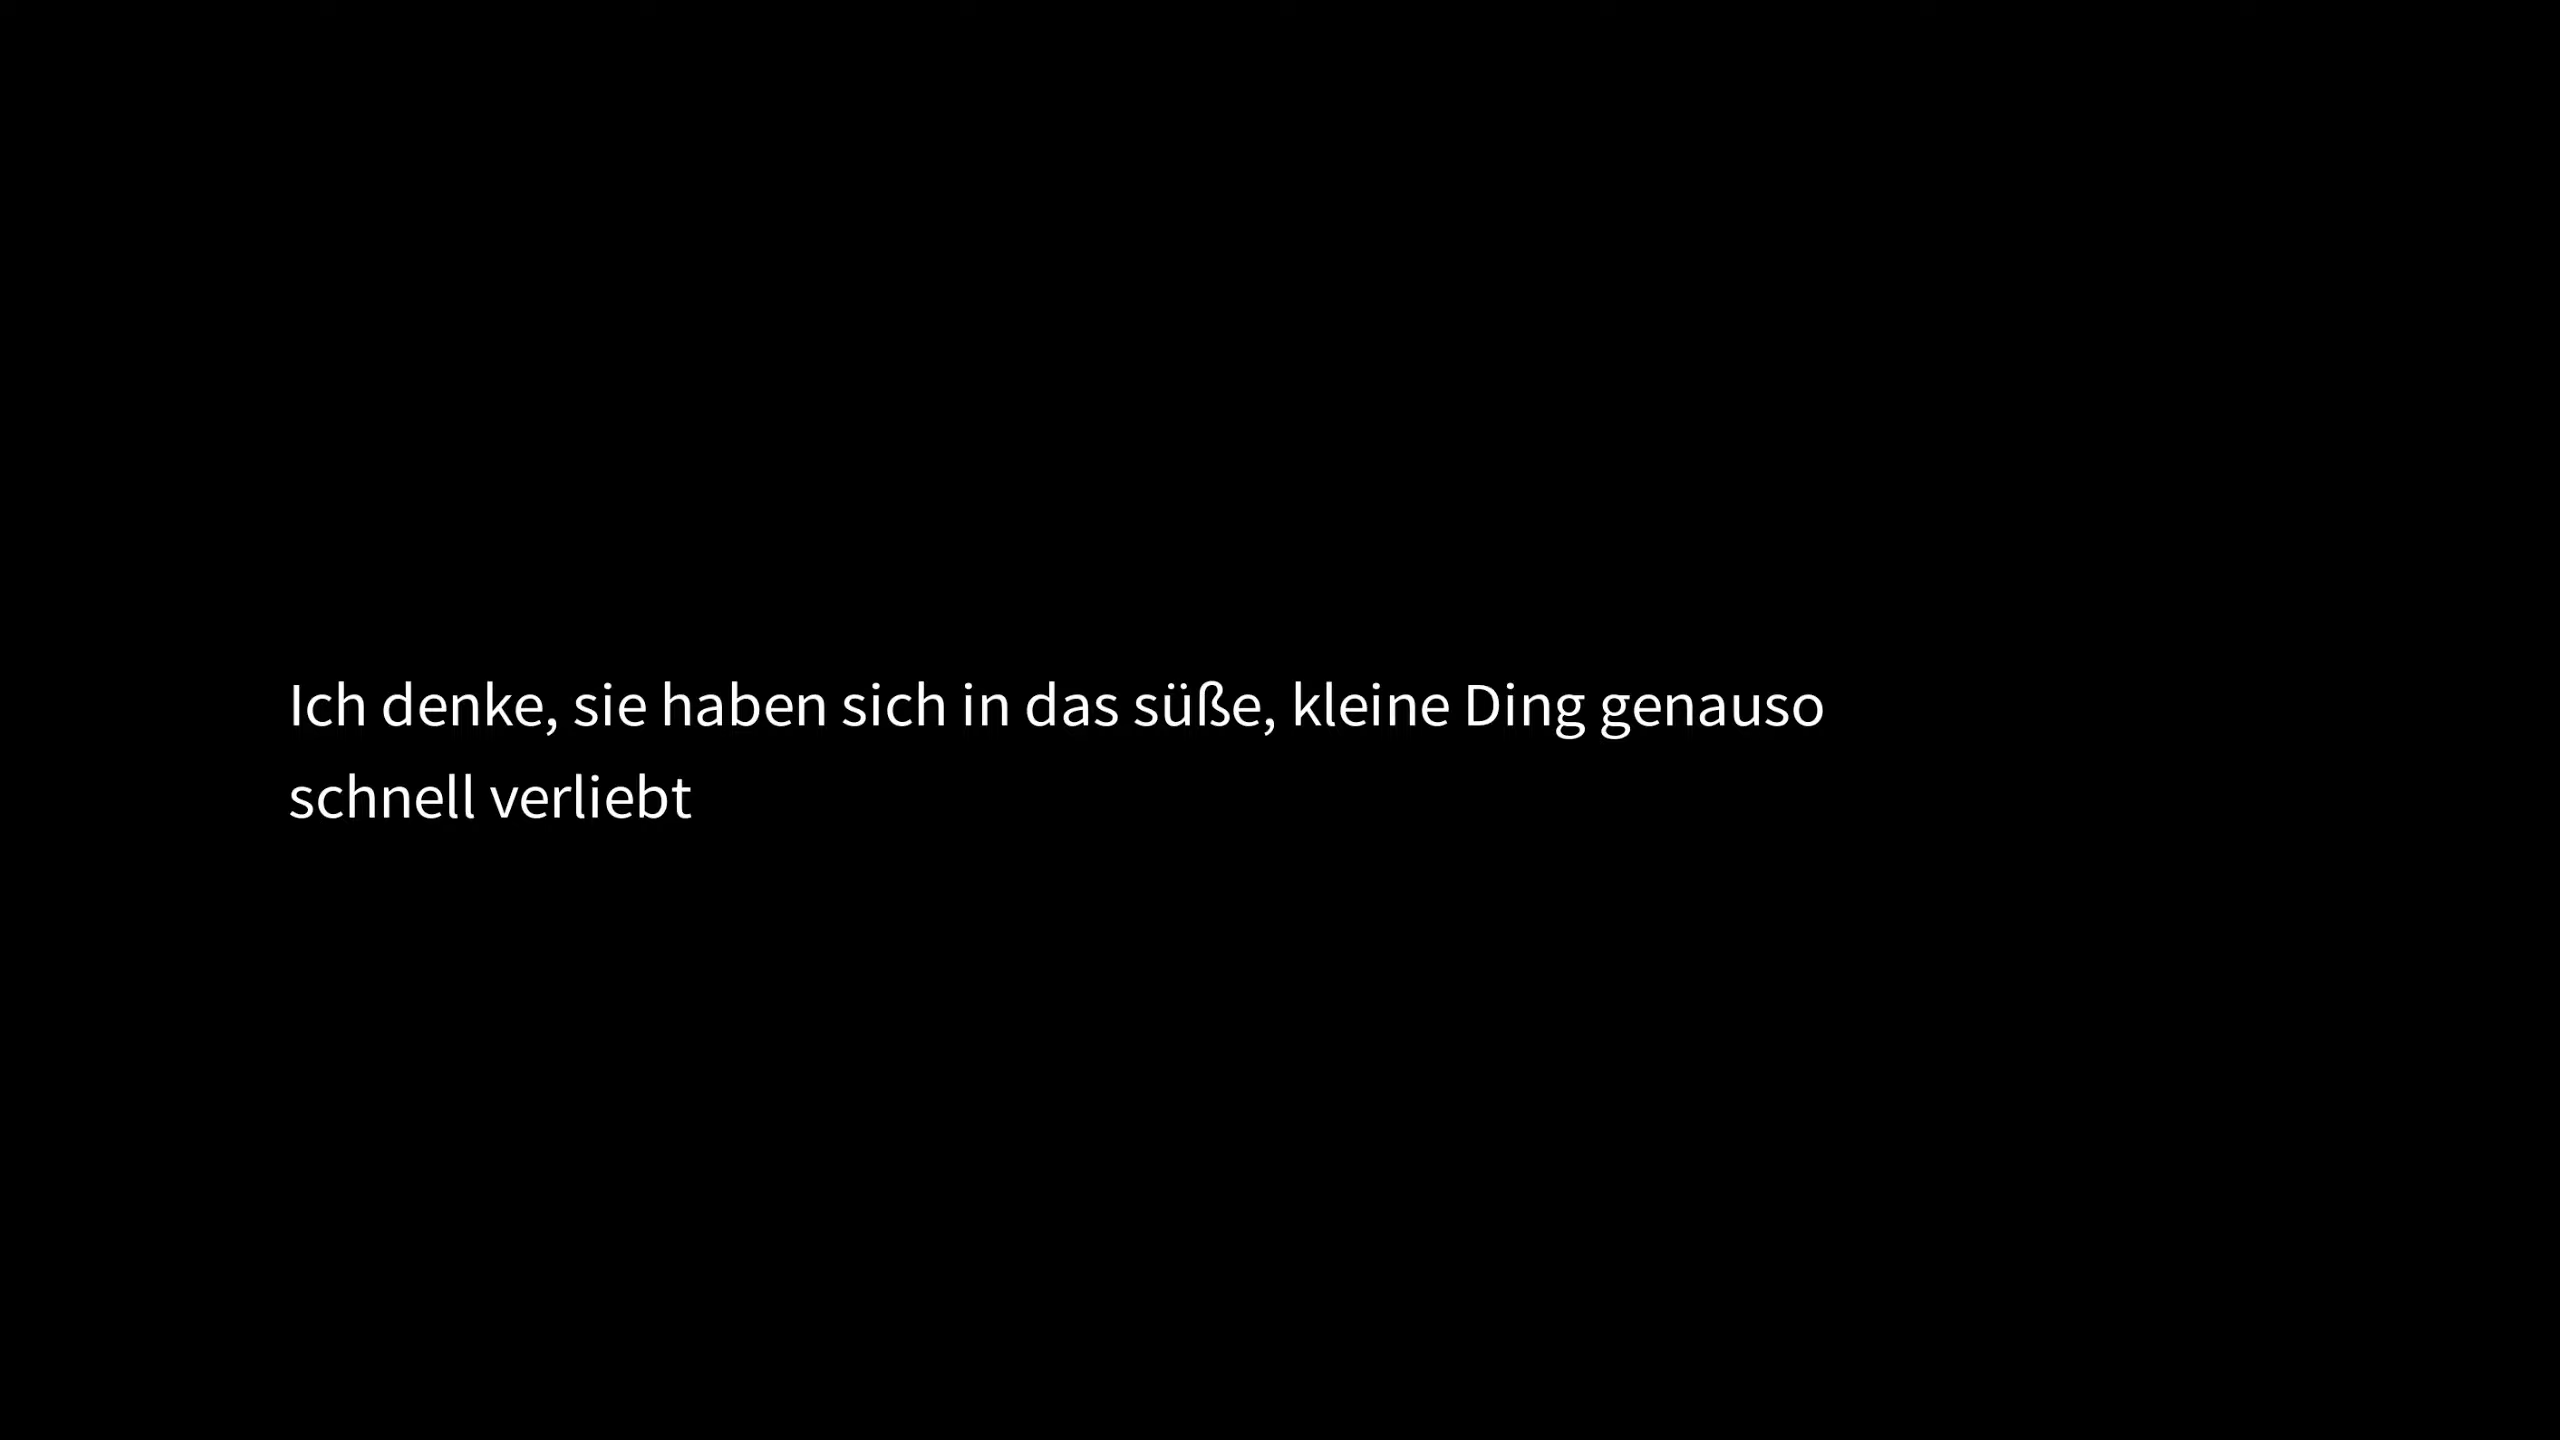 Ich denke, sie haben sich in das süße, kleine Ding genauso
schnell verliebt